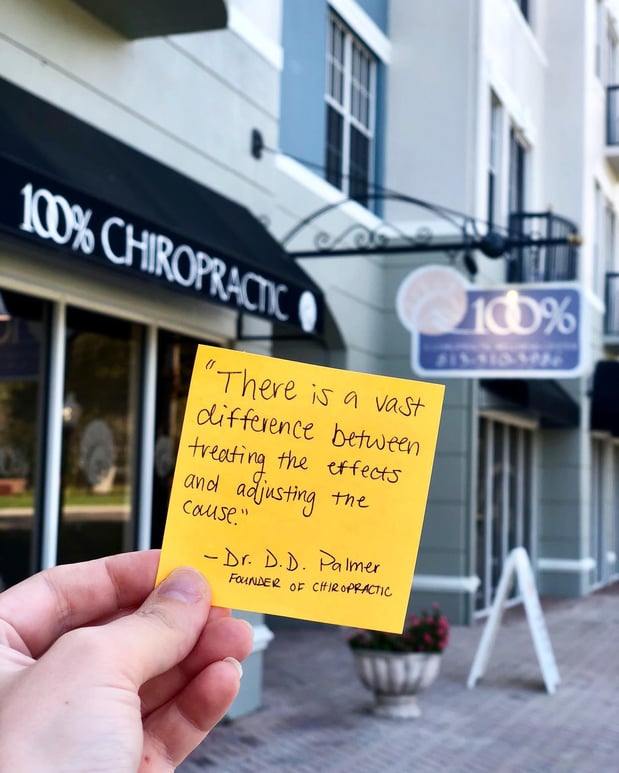 100% CHIROPRACTIC
100%
"There is a vast
difference between
treating the effects
and adjusting the
cause."
- Dr. D.D. Palmer
FOUNDER OF CHIROPRACTIC